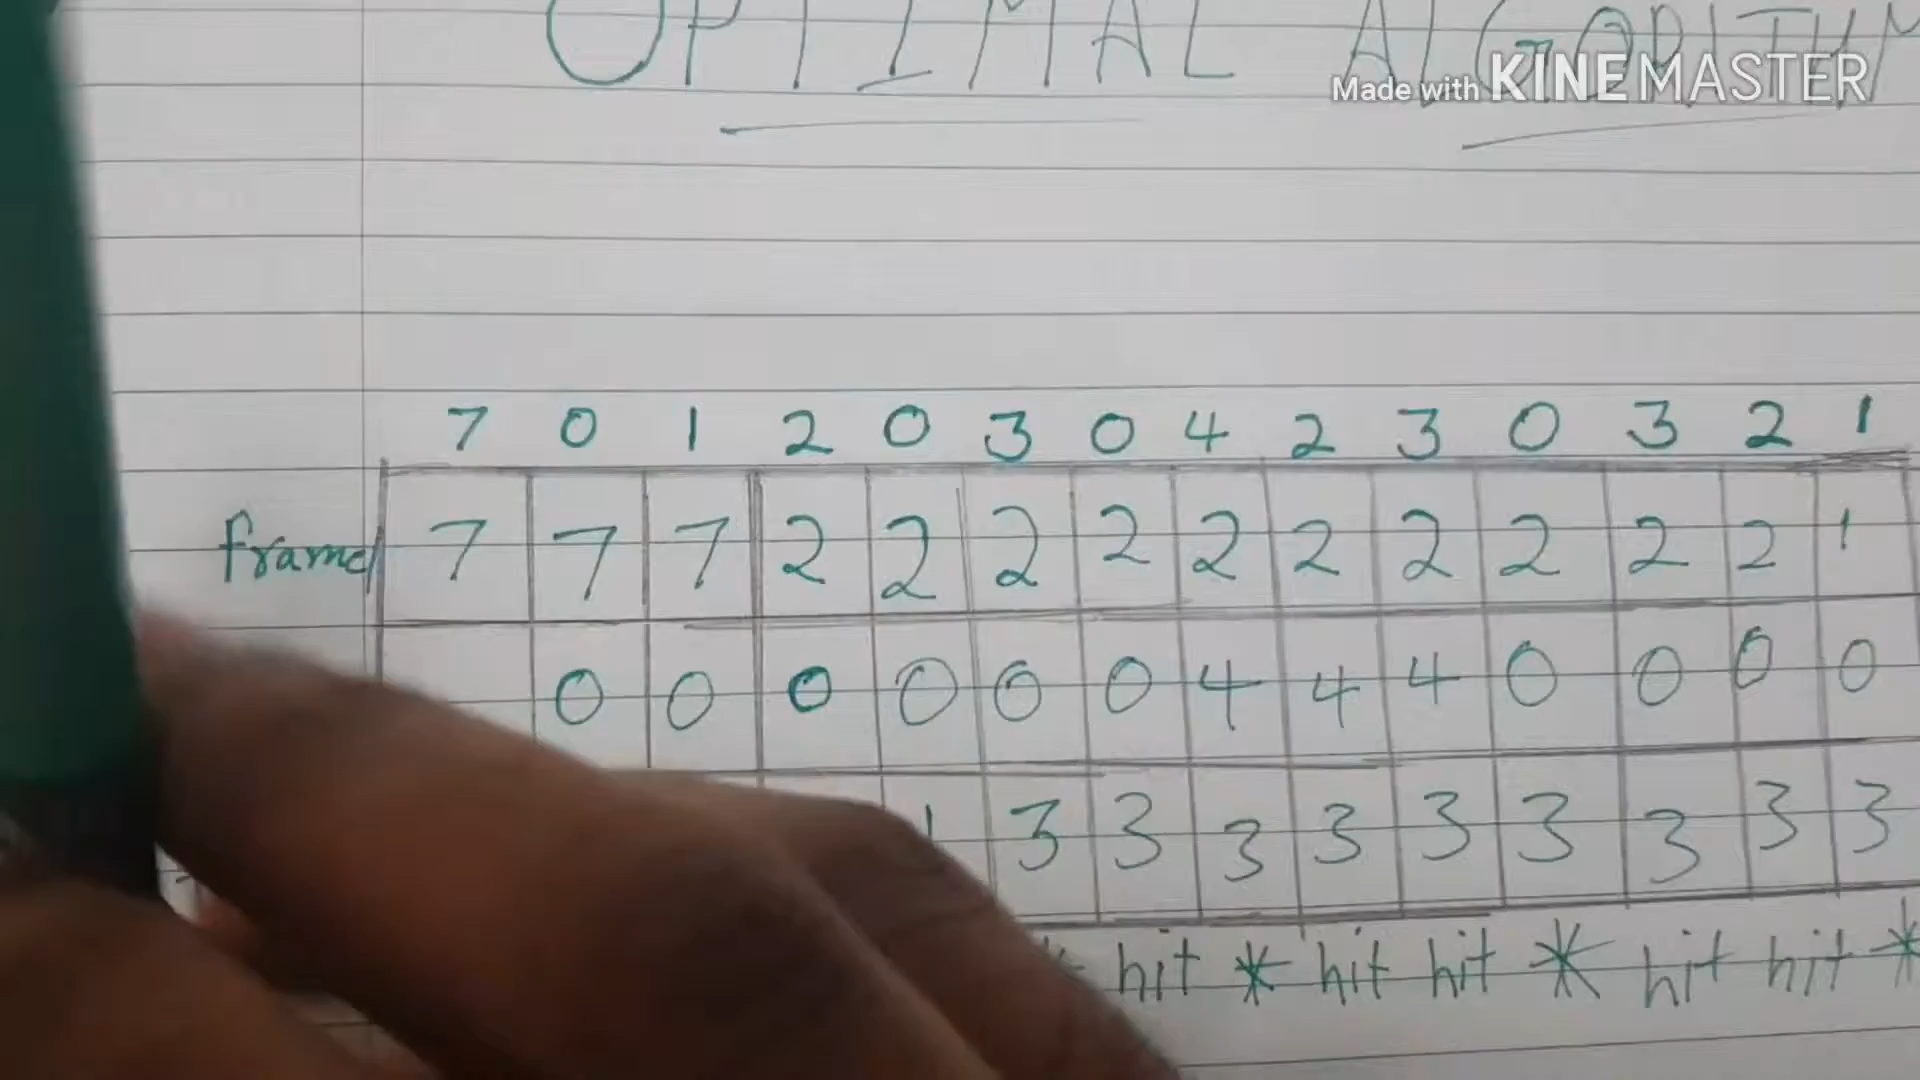 OPTIMAL ALGORITHM
Made with KINEMASTER
7 0 1 2 0 3 0 4 2 3 0 3 2 1
frame 7 7 7 2 2 2 2 2 2 2 2 2 2 1
0 0 0 0 0 0 4 4 4 0 0 0 0
1 3 3 3 3 3 3 3 3 3
* hit * hit hit * hit hit *